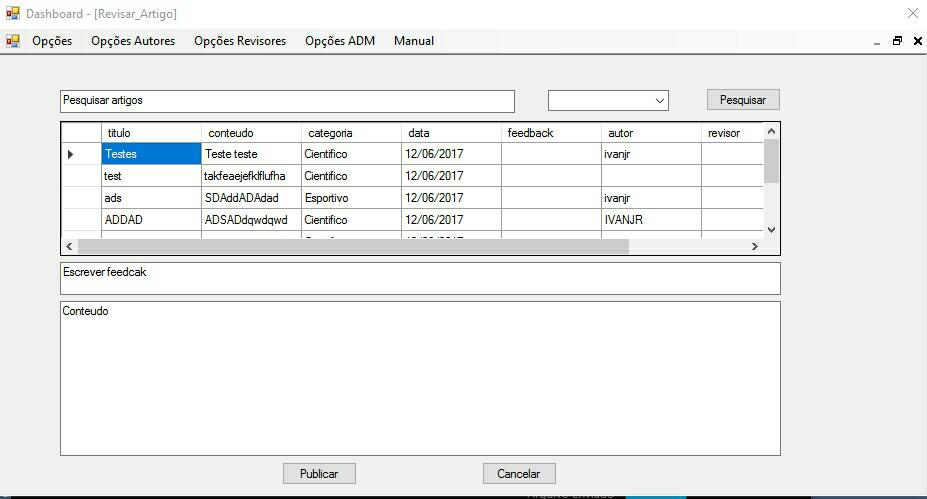 Dashboard - [Revisar_Artigo]
Opções Opções Autores Opções Revisores Opções ADM Manual
Pesquisar artigos Pesquisar
titulo conteudo categoria data feedback autor revisor
Testes Teste teste Cientifico 12/06/2017 ivanjr
test takfeaejefklflufha Cientifico 12/06/2017
ads SDAddADAdad Esportivo 12/06/2017 ivanjr
ADDAD ADSADdqwdqwd Cientifico 12/06/2017 IVANJR
Escrever feedcak
Conteudo
Publicar Cancelar